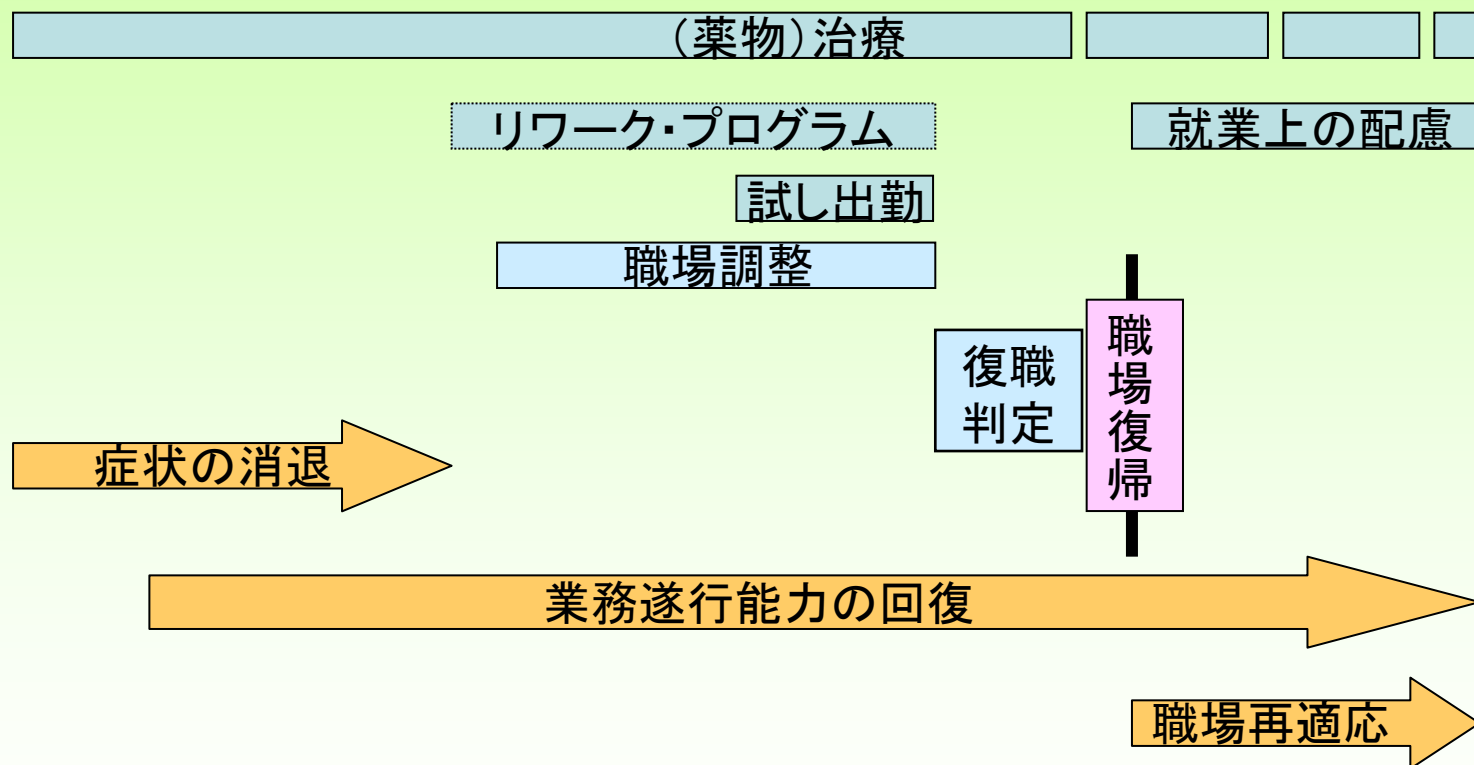 （薬物）治療
リワーク・プログラム
就業上の配慮
試し出勤
職場調整
復職
判定
職場復帰
症状の消退
業務遂行能力の回復
職場再適応